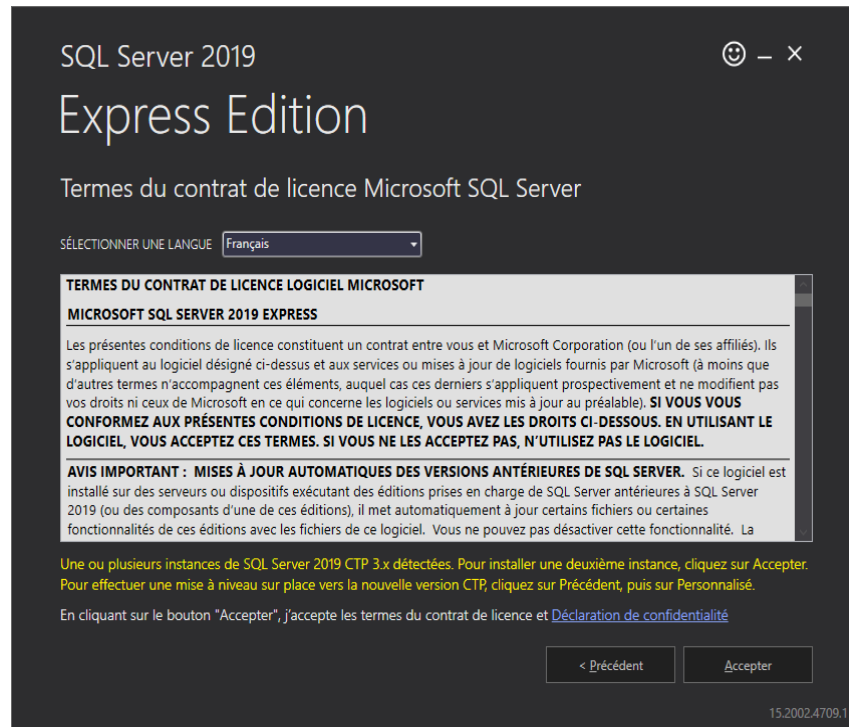 SQL Server 2019
Express Edition
Termes du contrat de licence Microsoft SQL Server
SÉLECTIONNER UNE LANGUE Français
TERMES DU CONTRAT DE LICENCE LOGICIEL MICROSOFT
MICROSOFT SQL SERVER 2019 EXPRESS
Les présentes conditions de licence constituent un contrat entre vous et Microsoft Corporation (ou l'un de ses affiliés). Ils
s'appliquent au logiciel désigné ci-dessus et aux services ou mises à jour de logiciels fournis par Microsoft (à moins que
d'autres termes n'accompagnent ces éléments, auquel cas ces derniers s'appliquent prospectivement et ne modifient pas
vos droits ni ceux de Microsoft en ce qui concerne les logiciels ou services mis à jour au préalable). SI VOUS VOUS
CONFORMEZ AUX PRÉSENTES CONDITIONS DE LICENCE, VOUS AVEZ LES DROITS CI-DESSOUS. EN UTILISANT LE
LOGICIEL, VOUS ACCEPTEZ CES TERMES. SI VOUS NE LES ACCEPTEZ PAS, N'UTILISEZ PAS LE LOGICIEL.
AVIS IMPORTANT : MISES À JOUR AUTOMATIQUES DES VERSIONS ANTÉRIEURES DE SQL SERVER. Si ce logiciel est
installé sur des serveurs ou dispositifs exécutant des éditions prises en charge de SQL Server antérieures à SQL Server
2019 (ou des composants d'une de ces éditions), il met automatiquement à jour certains fichiers ou certaines
fonctionnalités de ces éditions avec les fichiers de ce logiciel. Vous ne pouvez pas désactiver cette fonctionnalité. La
Une ou plusieurs instances de SQL Server 2019 CTP 3.x détectées. Pour installer une deuxième instance, cliquez sur Accepter.
Pour effectuer une mise à niveau sur place vers la nouvelle version CTP, cliquez sur Précédent, puis sur Personnalisé.
En cliquant sur le bouton "Accepter", j'accepte les termes du contrat de licence et Déclaration de confidentialité
< Précédent
Accepter
15.2002.4709.1